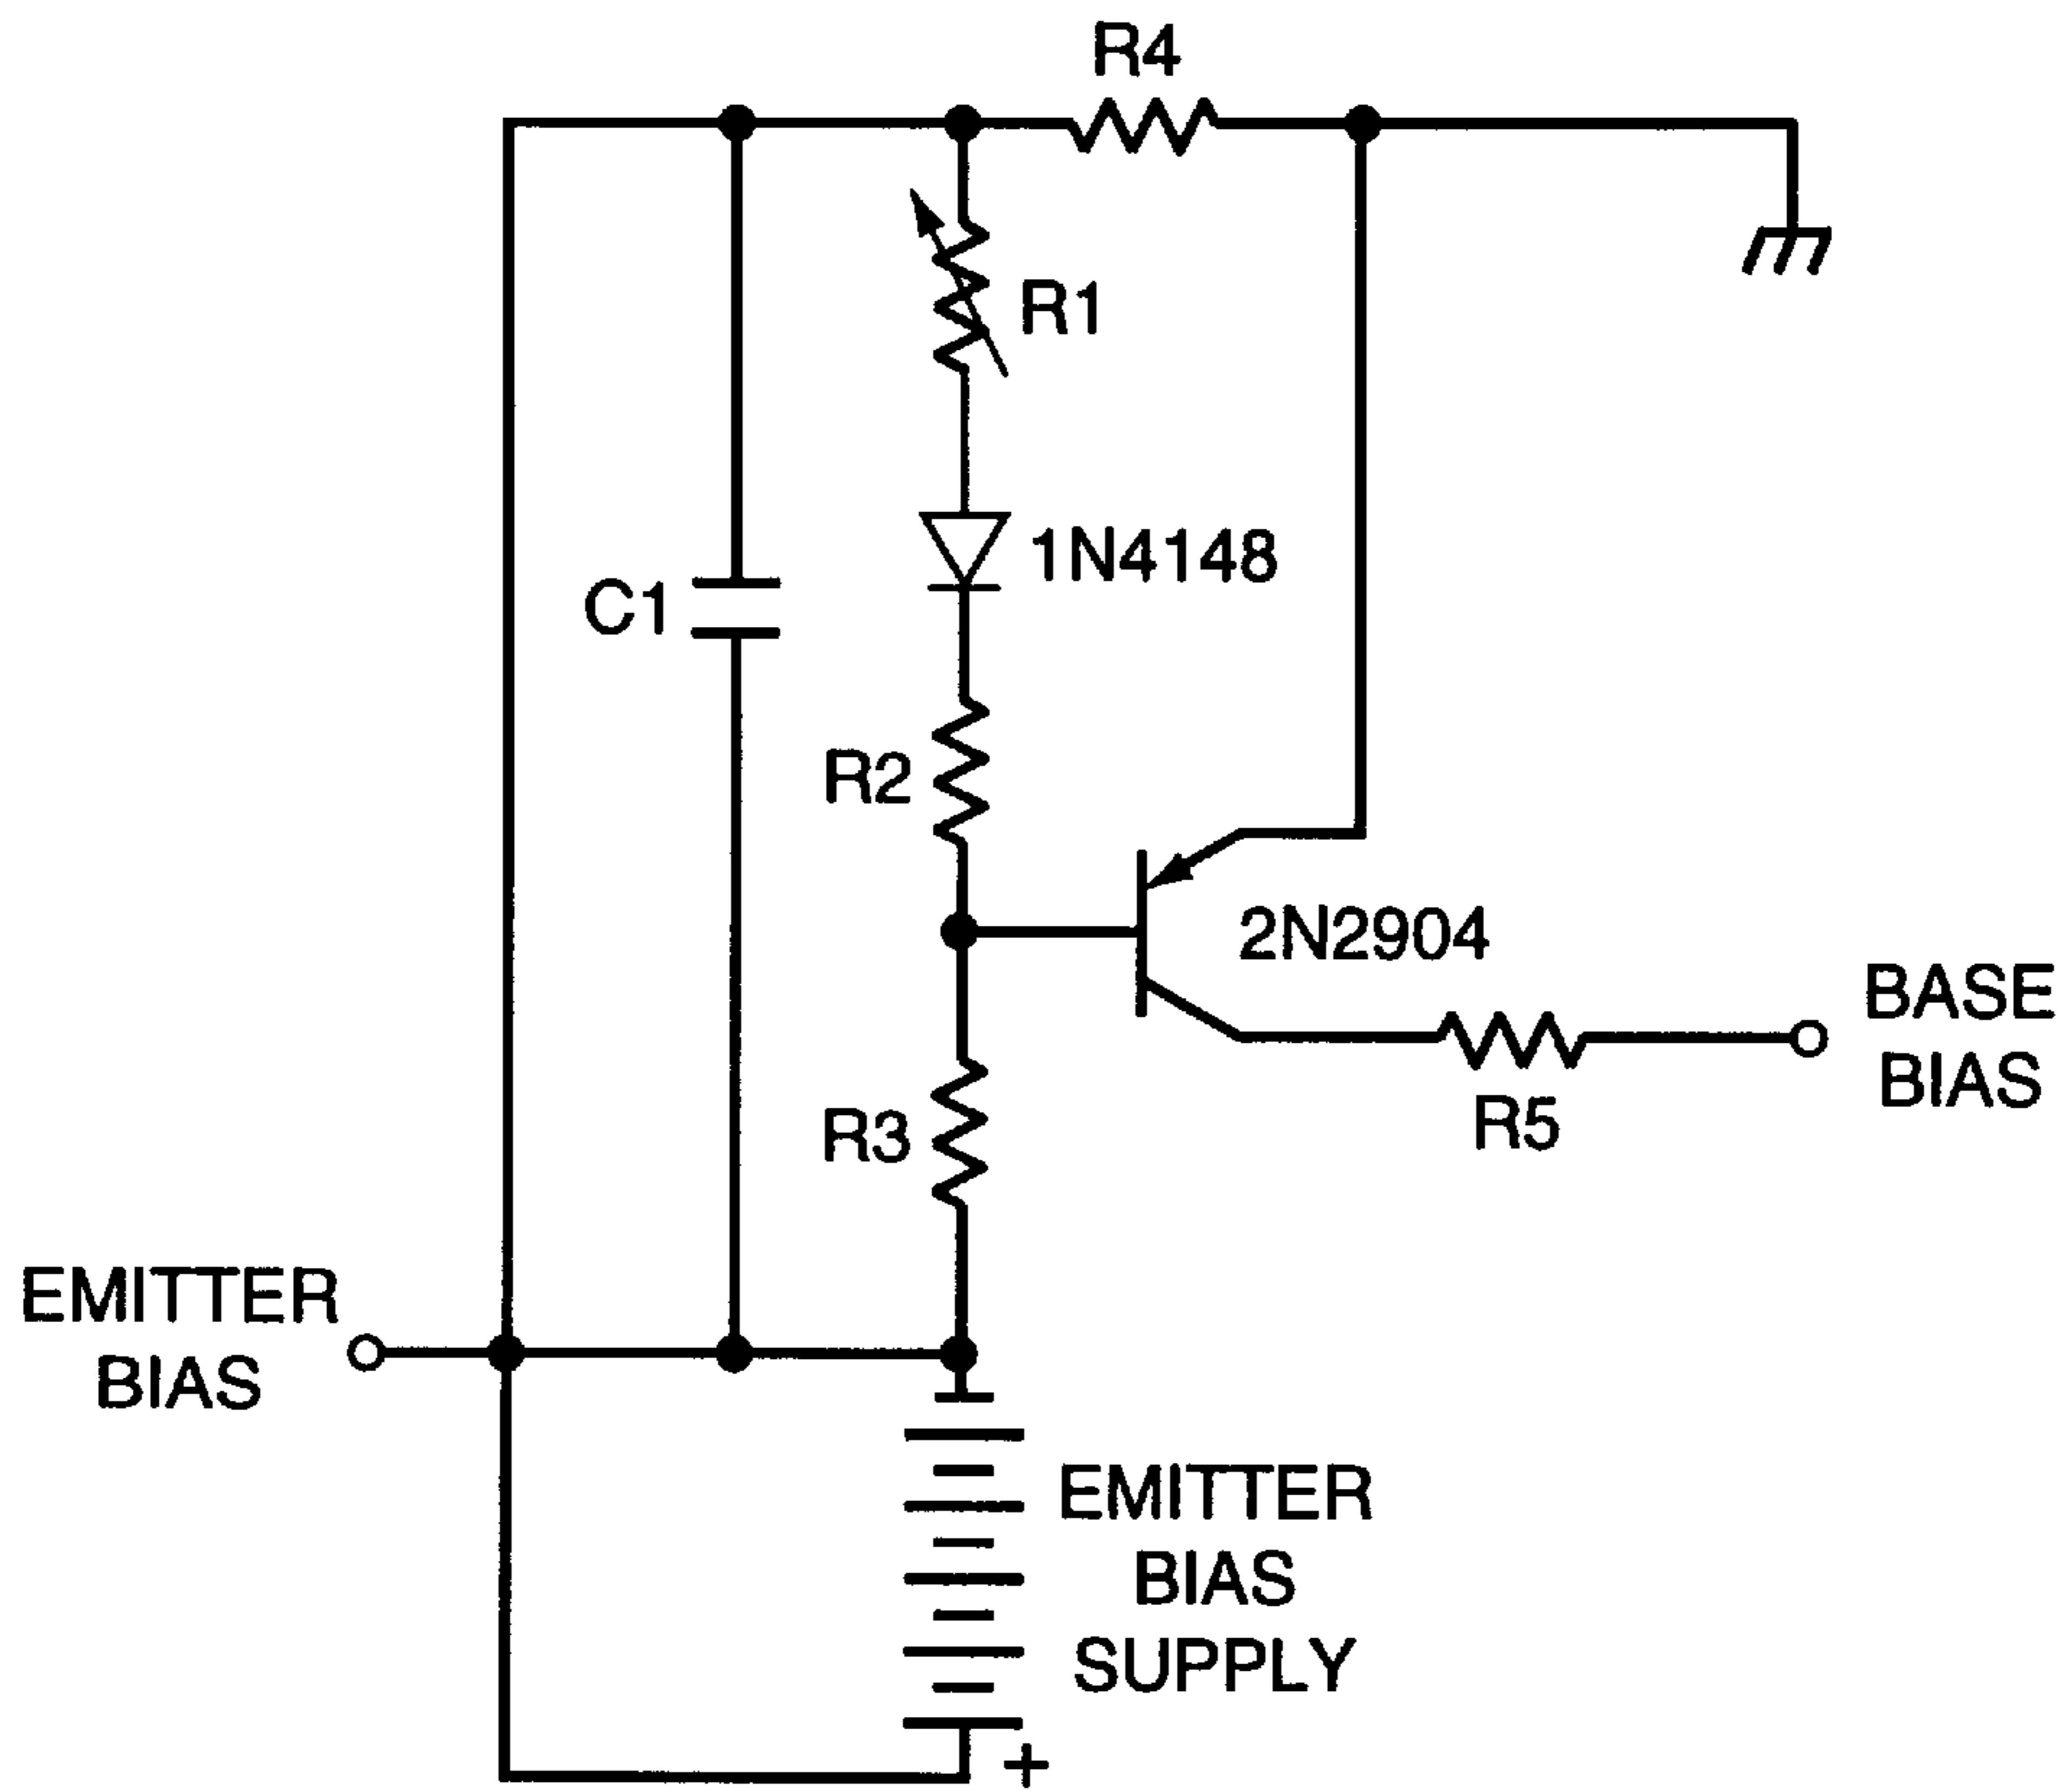 R4
R1
1N4148
C1
R2
2N2904
BASE
BIAS
R5
R3
EMITTER
BIAS
EMITTER
BIAS
SUPPLY
+